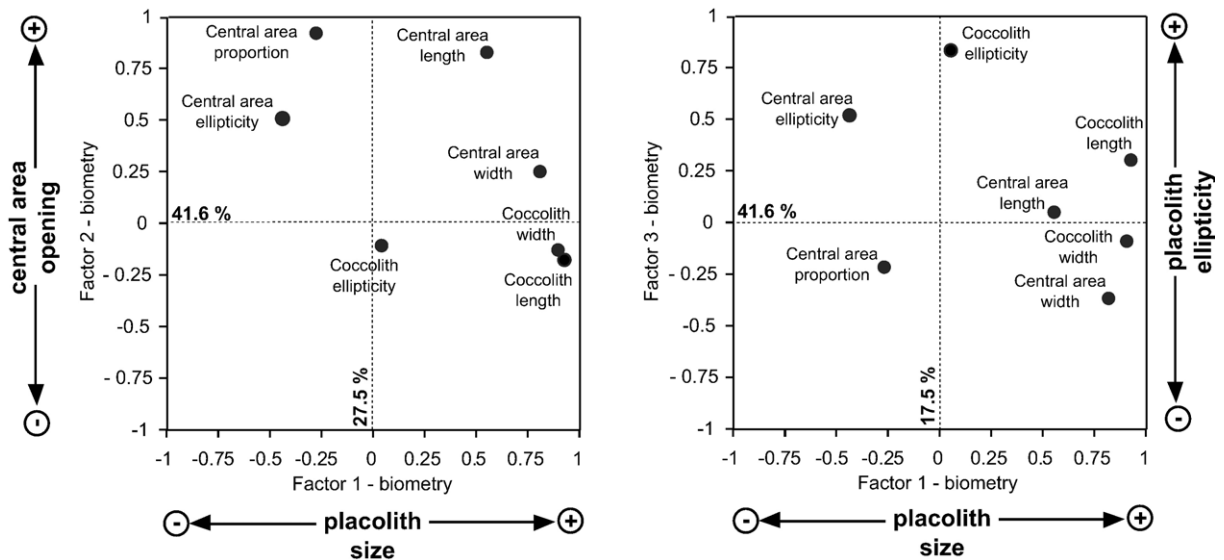 +
central area
opening
-
Factor 2 - biometry
1
0.75
0.5
0.25
0
- 0.25
- 0.5
- 0.75
-1
Central area
proportion
Central area
length
Central area
ellipticity
Central area
width
41.6 %
Coccolith
width
Coccolith
ellipticity
Coccolith
length
27.5 %
-1 -0.75 -0.5 -0.25 0 0.25 0.5 0.75 1
Factor 1 - biometry
- placolith +
size
Factor 3 - biometry
1
0.75
0.5
0.25
0
- 0.25
- 0.5
- 0.75
-1
Coccolith
ellipticity
Central area
ellipticity
Coccolith
length
Central area
length
41.6 %
Coccolith
width
Central area
proportion
Central area
width
17.5 %
-1 -0.75 -0.5 -0.25 0 0.25 0.5 0.75 1
Factor 1 - biometry
- placolith +
size
+
placolith
ellipticity
-